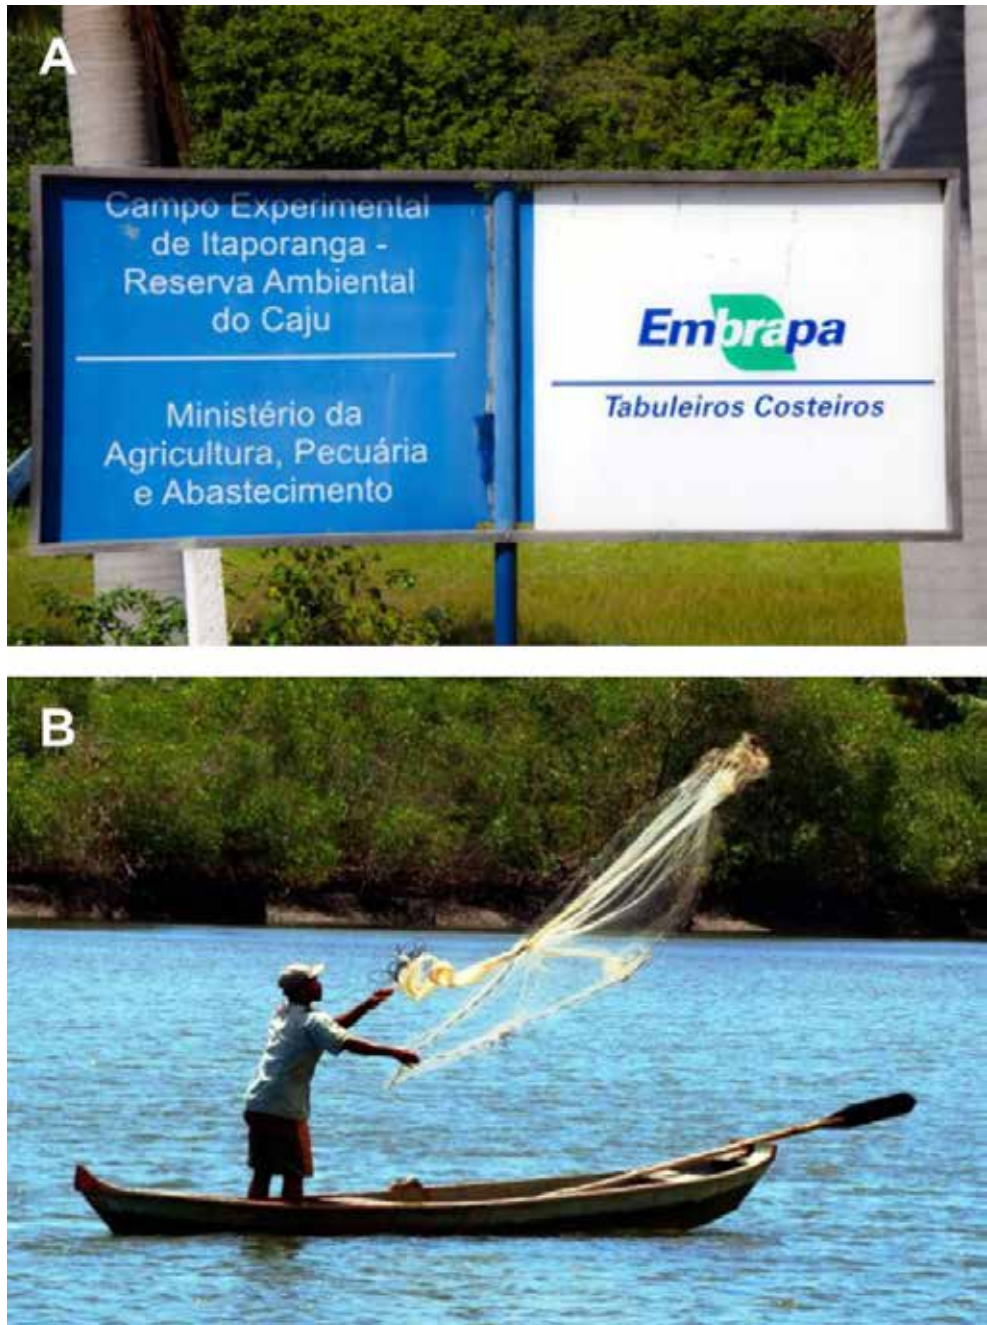 A
Campo Experimental
de Itaporanga -
Reserva Ambiental
do Caju
Ministério da
Agricultura, Pecuária
e Abastecimento
Embrapa
Tabuleiros Costeiros
B